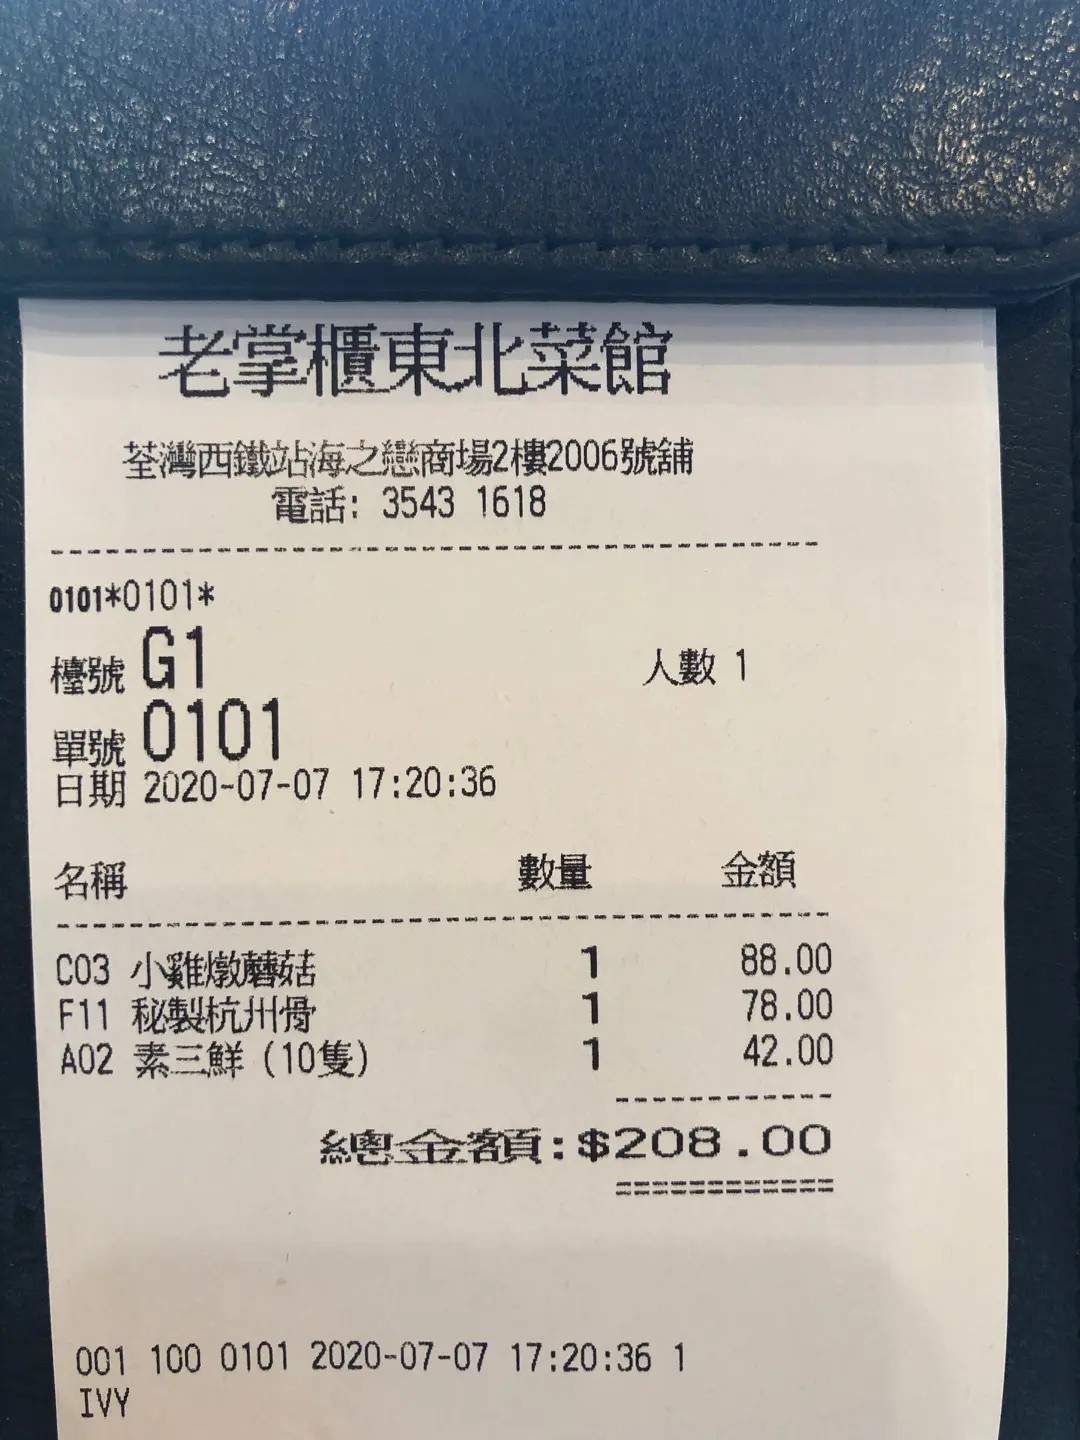 老掌櫃東北菜館
荃灣西鐵站海之戀商場2樓2006號舖
電話: 3543 1618
0101*0101*
檯號 G1 人數 1
單號 0101
日期 2020-07-07 17:20:36
名稱 數量 金額
C03 小雞燉蘑菇 1 88.00
F11 秘製杭州骨 1 78.00
A02 素三鮮 (10隻) 1 42.00
總金額:$208.00
001 100 0101 2020-07-07 17:20:36 1
IVY